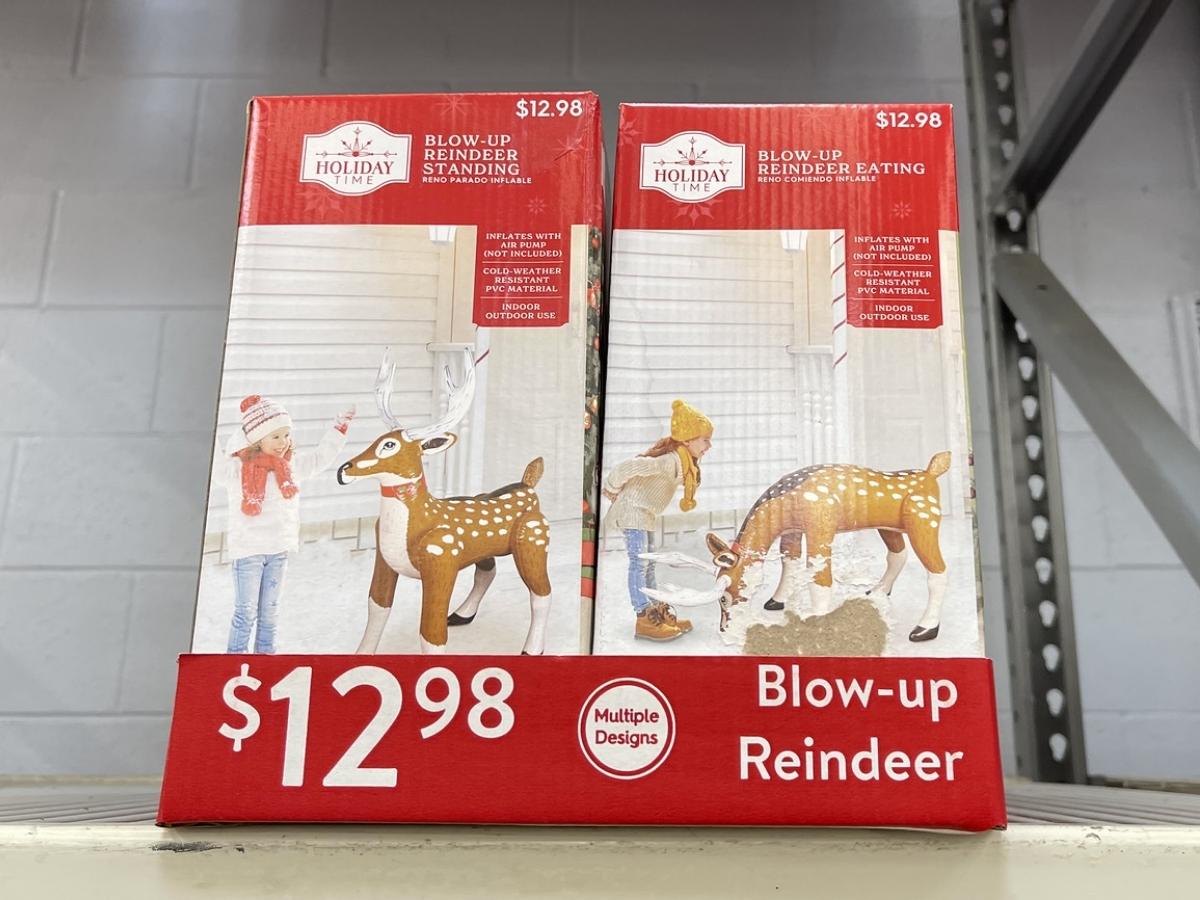 $12.98
HOLIDAY
TIME
BLOW-UP
REINDEER
STANDING
RENO PARADO INFLABLE
INFLATES WITH
AIR PUMP
(NOT INCLUDED)
COLD-WEATHER
RESISTANT
PVC MATERIAL
INDOOR
OUTDOOR USE
$12.98
HOLIDAY
TIME
BLOW-UP
REINDEER EATING
RENO COMIENDO INFLABLE
INFLATES WITH
AIR PUMP
(NOT INCLUDED)
COLD-WEATHER
RESISTANT
PVC MATERIAL
INDOOR
OUTDOOR USE
$12 98
Multiple
Designs
Blow-up
Reindeer